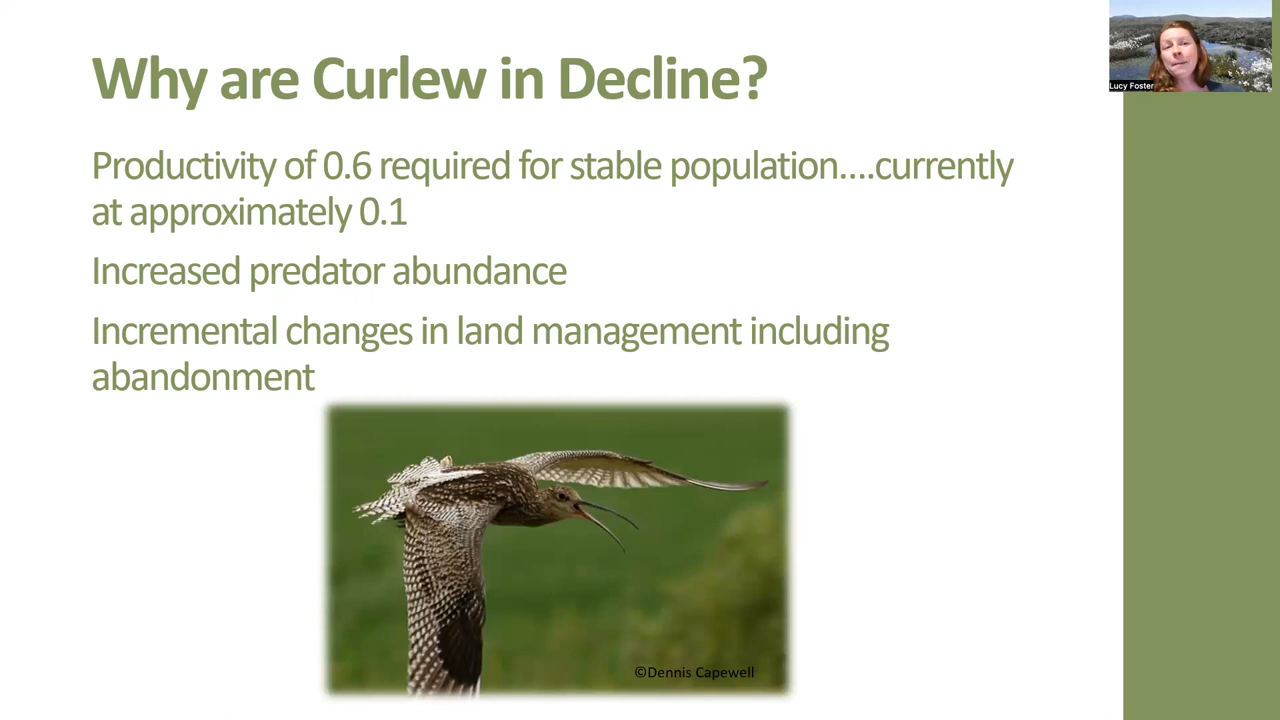 Why are Curlew in Decline?
Lucy Foster
Productivity of 0.6 required for stable population....currently
at approximately 0.1
Increased predator abundance
Incremental changes in land management including
abandonment
©Dennis Capewell